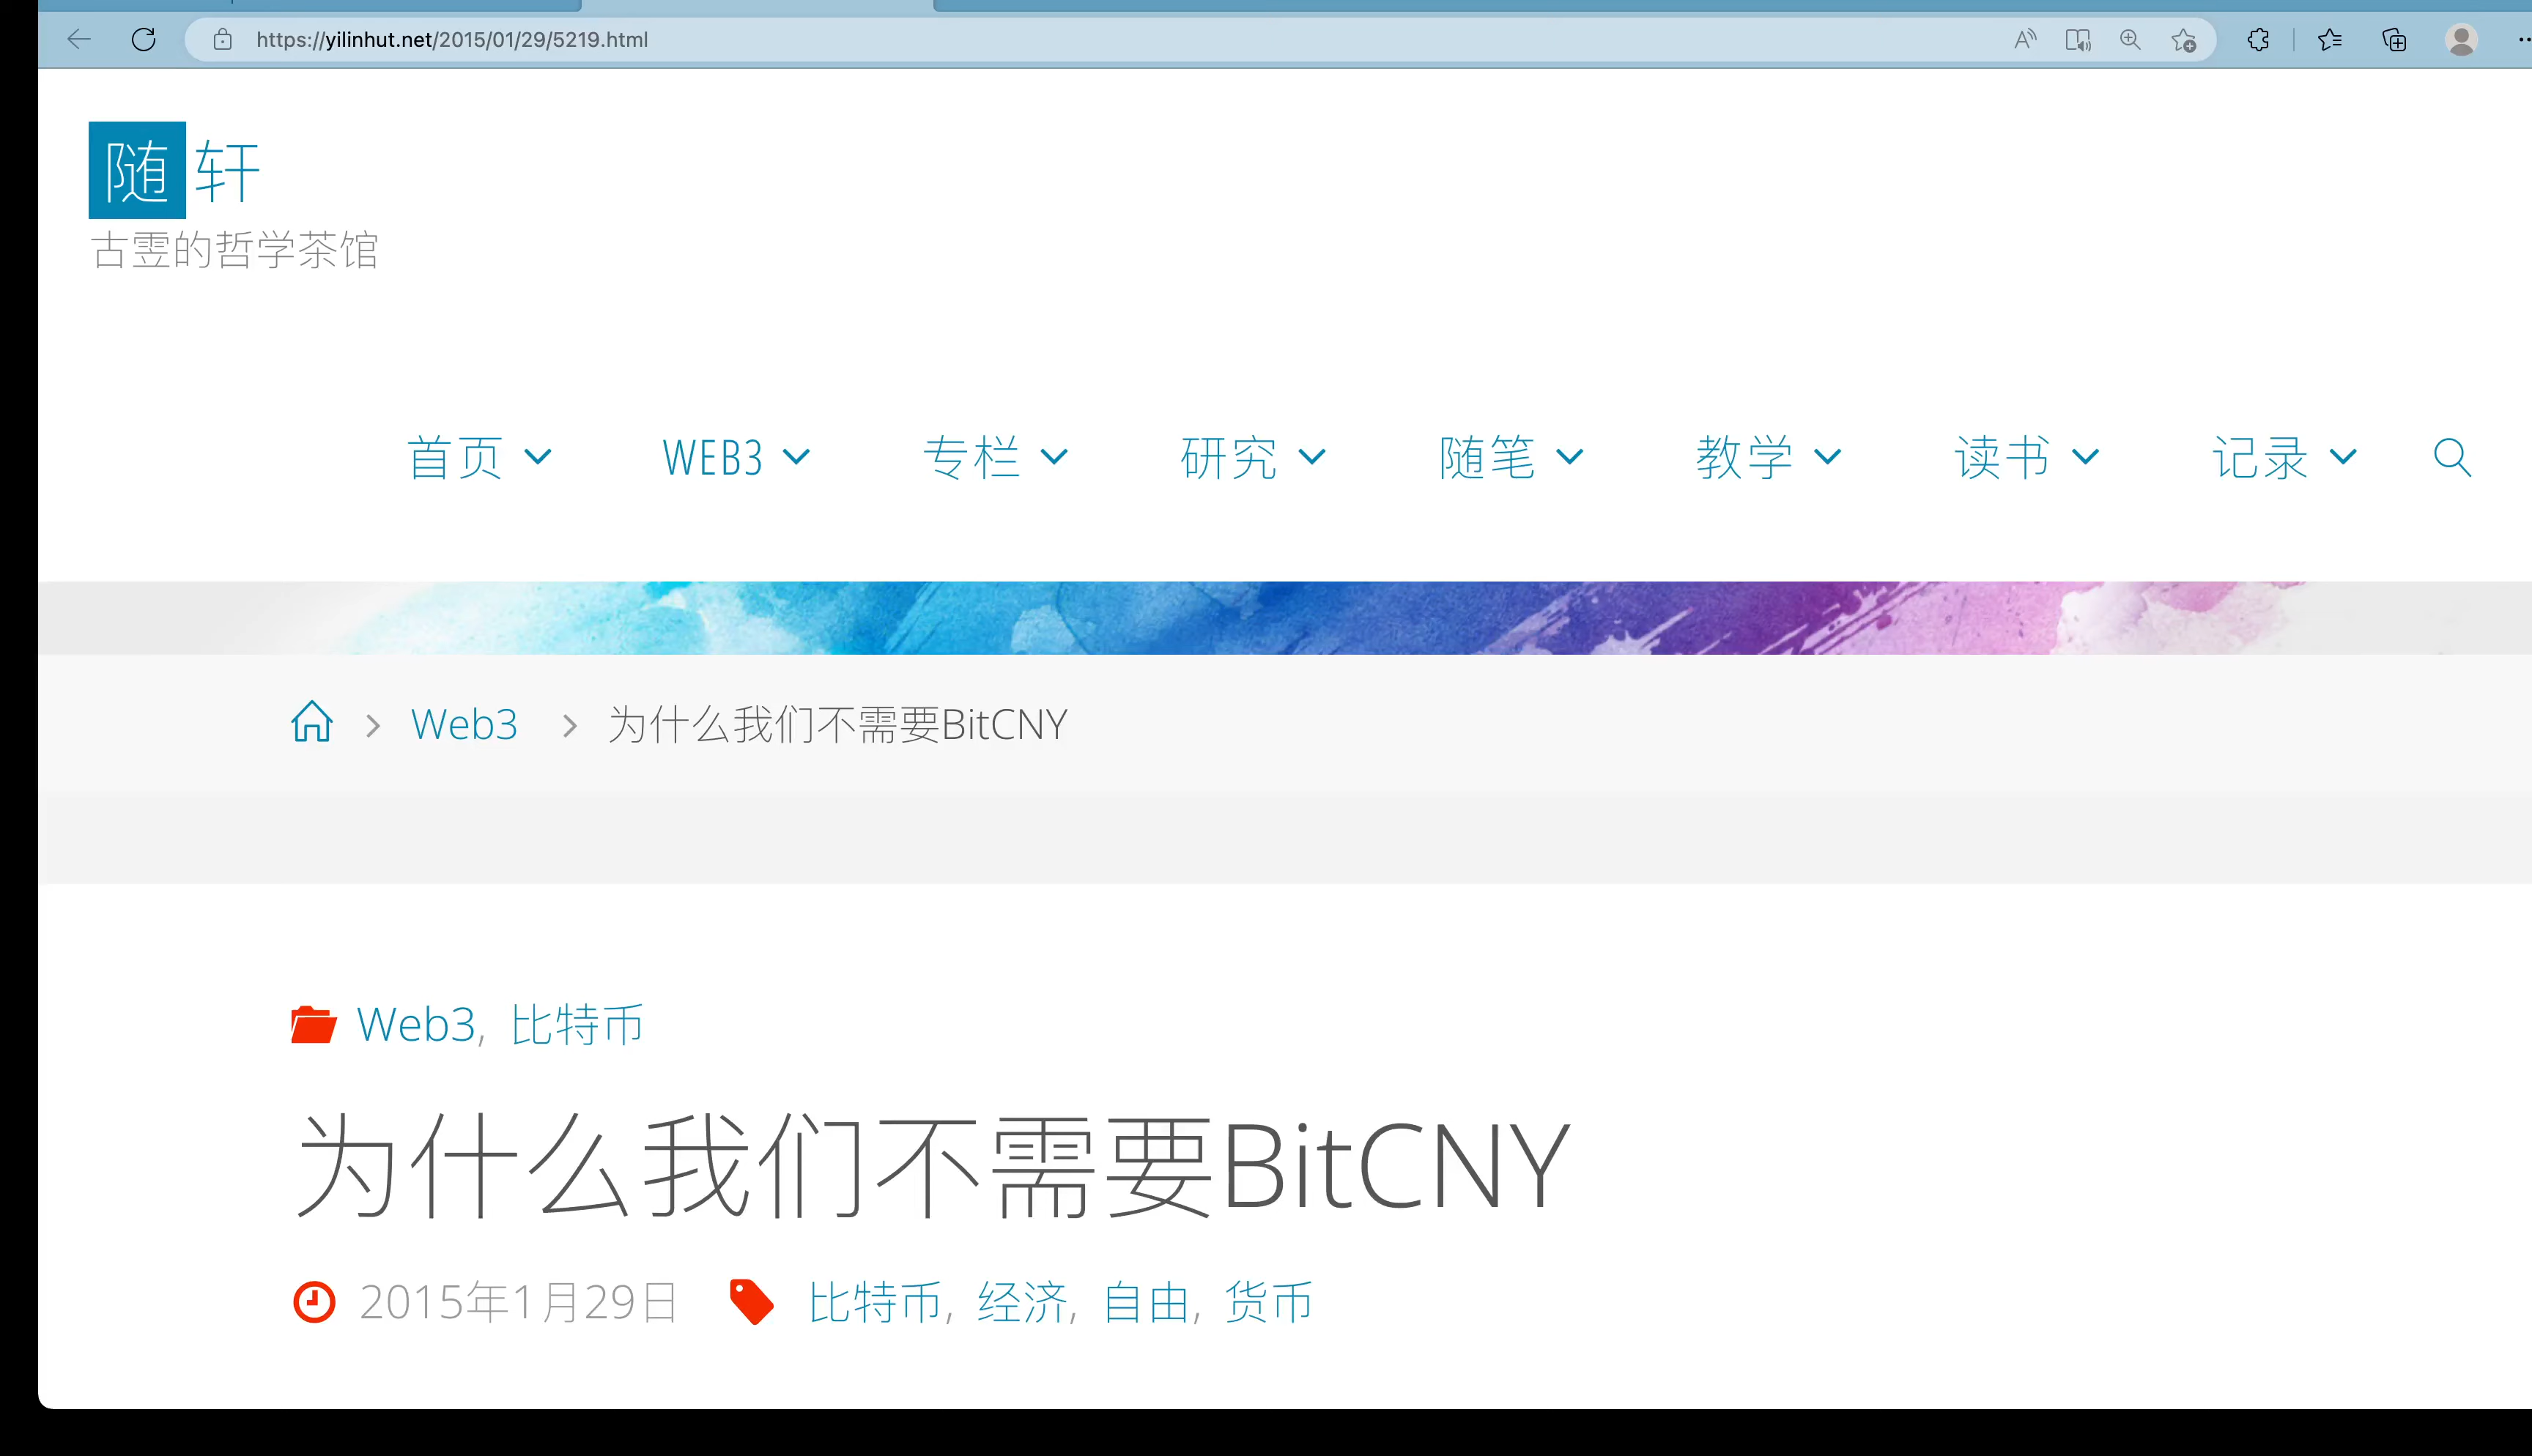 https://yilinhut.net/2015/01/29/5219.html
随轩
古雴的哲学茶馆
首页 WEB3 专栏 研究 随笔 教学 读书 记录
Web3 > 为什么我们不需要BitCNY
Web3, 比特币
为什么我们不需要BitCNY
2015年1月29日 比特币, 经济, 自由, 货币